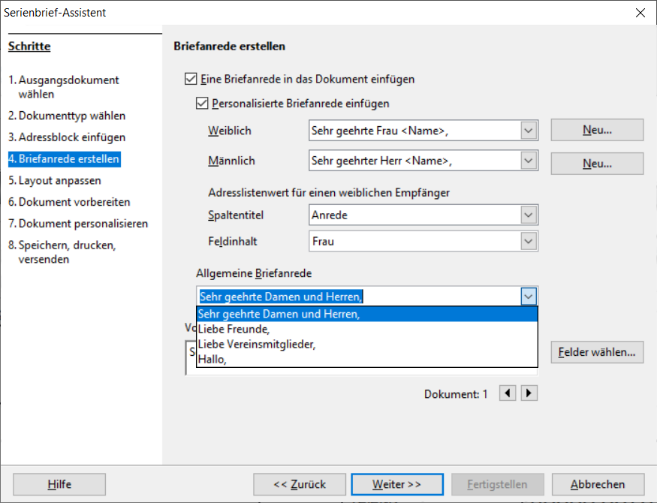 Serienbrief-Assistent
Schritte
1. Ausgangsdokument
wählen
2. Dokumenttyp wählen
3. Adressblock einfügen
4. Briefanrede erstellen
5. Layout anpassen
6. Dokument vorbereiten
7. Dokument personalisieren
8. Speichern, drucken,
versenden
Briefanrede erstellen
Eine Briefanrede in das Dokument einfügen
Personalisierte Briefanrede einfügen
Weiblich
Sehr geehrte Frau <Name>,
Neu...
Männlich
Sehr geehrter Herr <Name>,
Neu...
Adresslistenwert für einen weiblichen Empfänger
Spaltentitel
Anrede
Feldinhalt
Frau
Allgemeine Briefanrede
Sehr geehrte Damen und Herren,
Sehr geehrte Damen und Herren,
Liebe Freunde,
Liebe Vereinsmitglieder,
Hallo,
Felder wählen...
Dokument: 1
Hilfe
<< Zurück
Weiter >>
Fertigstellen
Abbrechen